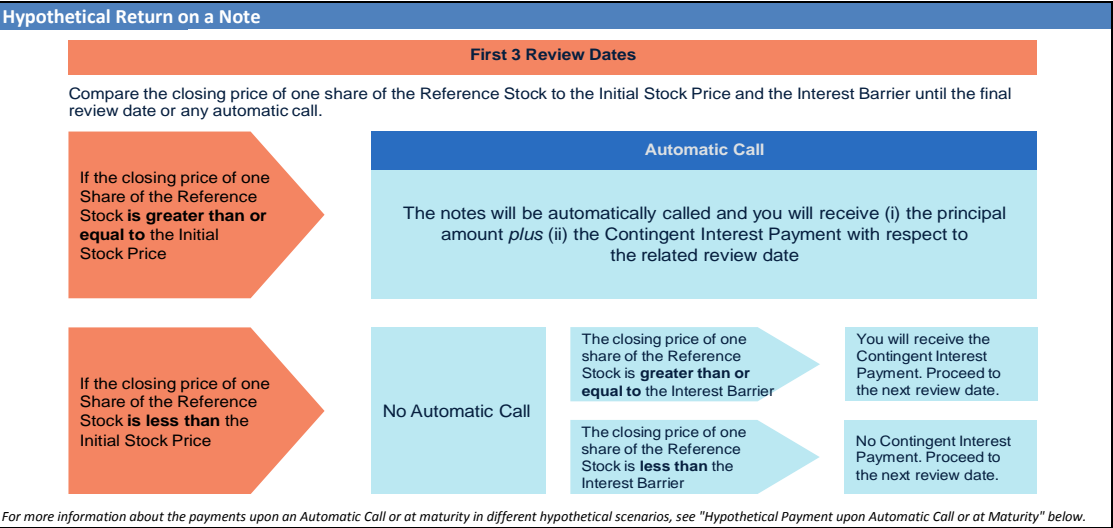 Hypothetical Return on a Note
First 3 Review Dates
Compare the closing price of one share of the Reference Stock to the Initial Stock Price and the Interest Barrier until the final
review date or any automatic call.
If the closing price of one
Share of the Reference
Stock is greater than or
equal to the Initial
Stock Price
Automatic Call
The notes will be automatically called and you will receive (i) the principal
amount plus (ii) the Contingent Interest Payment with respect to
the related review date
If the closing price of one
Share of the Reference
Stock is less than the
Initial Stock Price
No Automatic Call
The closing price of one
share of the Reference
Stock is greater than or
equal to the Interest Barrier
You will receive the
Contingent Interest
Payment. Proceed to
the next review date.
The closing price of one
share of the Reference
Stock is less than the
Interest Barrier
No Contingent Interest
Payment. Proceed to
the next review date.
For more information about the payments upon an Automatic Call or at maturity in different hypothetical scenarios, see "Hypothetical Payment upon Automatic Call or at Maturity" below.